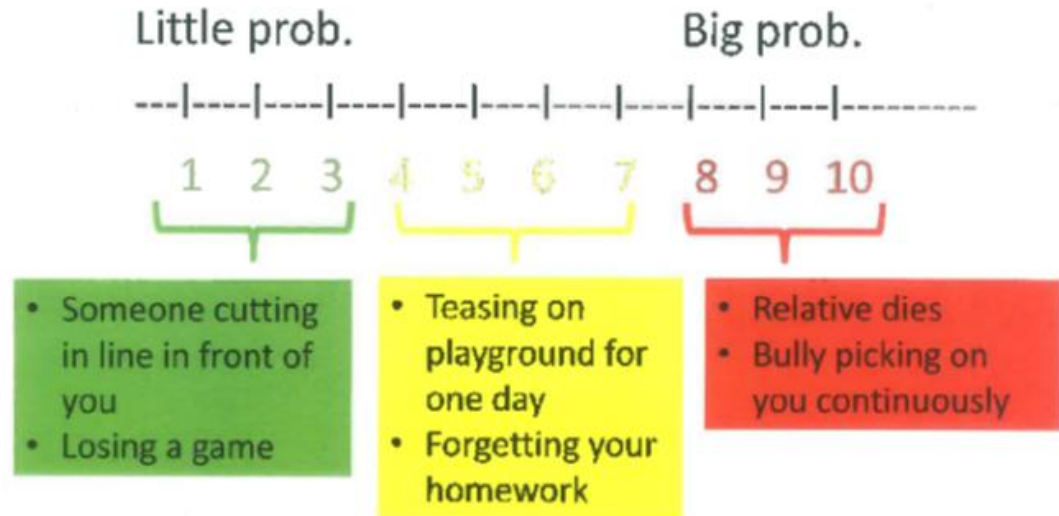 Little prob. Big prob.
1 2 3 4 5 6 7 8 9 10
• Someone cutting
in line in front of
you
• Losing a game
• Teasing on
playground for
one day
• Forgetting your
homework
• Relative dies
• Bully picking on
you continuously